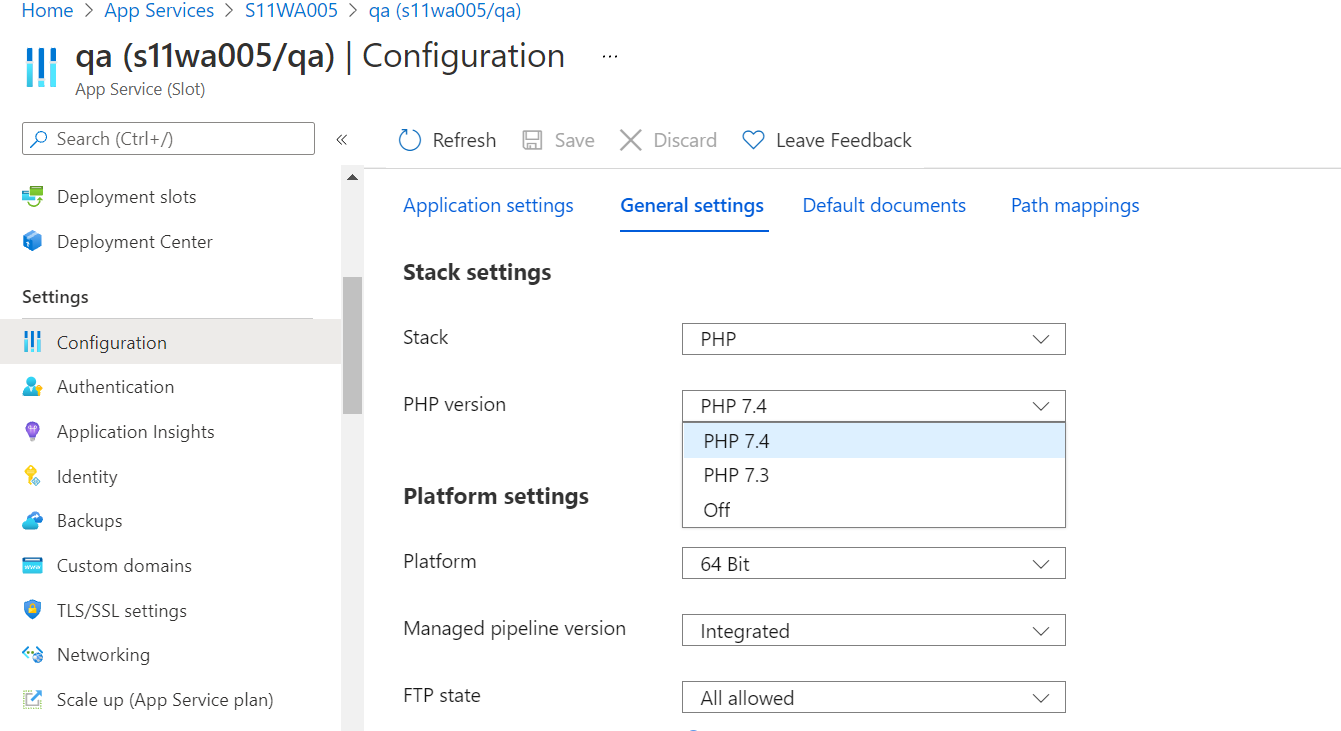 Home > App Services > S11WA005 > qa (s11wa005/qa)
qa (s11wa005/qa) | Configuration ...
App Service (Slot)
Search (Ctrl+/)
«
Refresh Save Discard Leave Feedback
Deployment slots
Deployment Center
Settings
Configuration
Authentication
Application Insights
Identity
Backups
Custom domains
TLS/SSL settings
Networking
Scale up (App Service plan)
Application settings General settings Default documents Path mappings
Stack settings
Stack PHP
PHP version PHP 7.4
PHP 7.4
PHP 7.3
Off
Platform settings
Platform 64 Bit
Managed pipeline version Integrated
FTP state All allowed